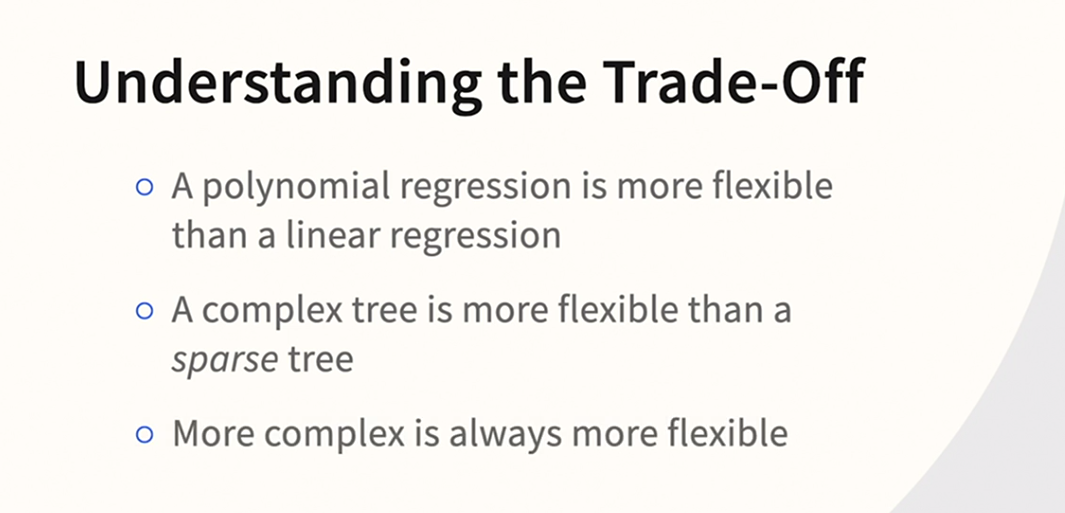 Understanding the Trade-Off
A polynomial regression is more flexible
than a linear regression
A complex tree is more flexible than a
sparse tree
More complex is always more flexible